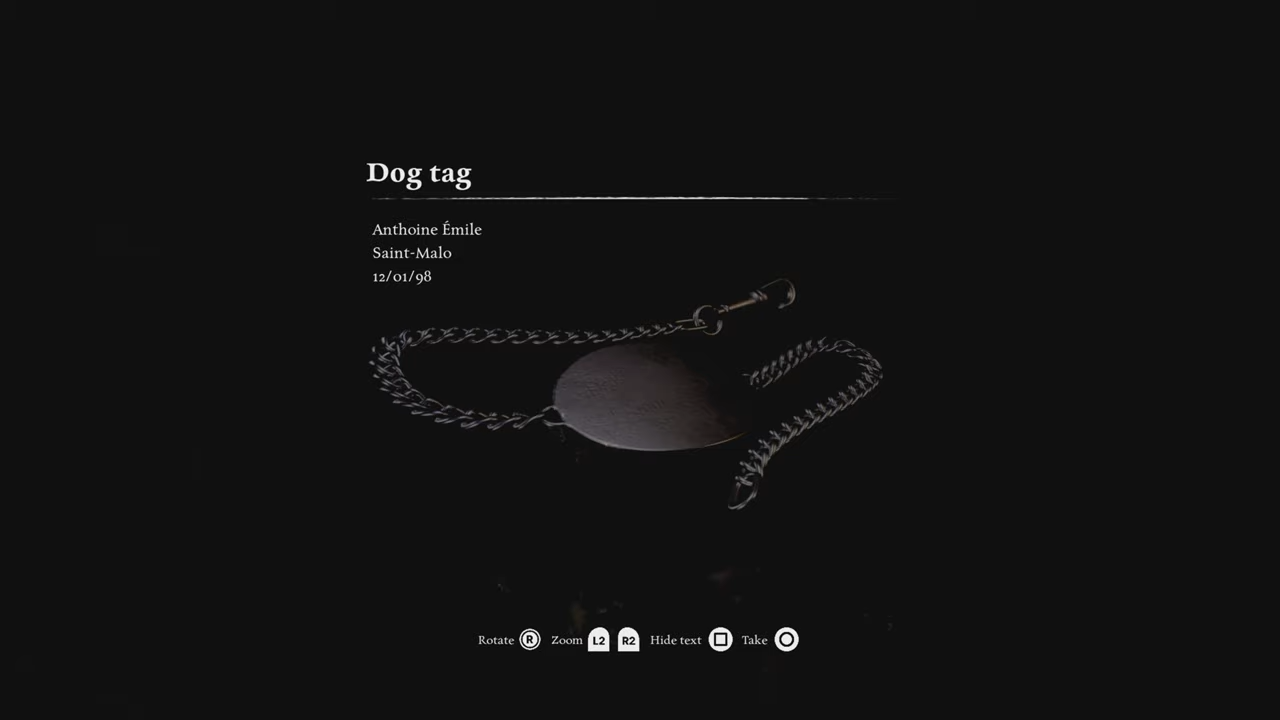 Dog tag
Anthoine Émile
Saint-Malo
12/01/98
Rotate R Zoom L2 R2 Hide text Take